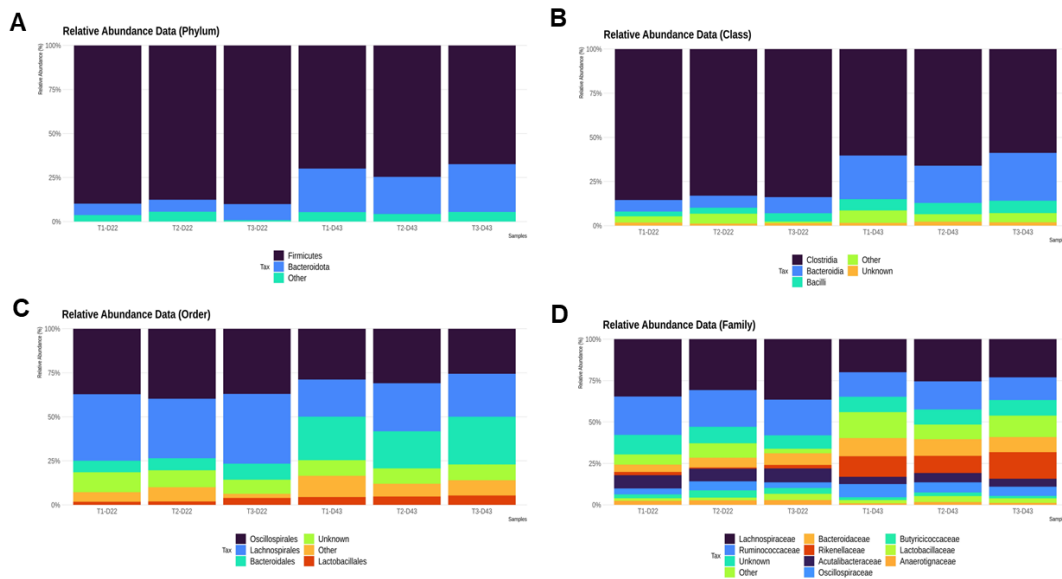 A
Relative Abundance Data (Phylum)
Relative Abundance (%)
100%
75%
50%
25%
0%
T1-D22 T2-D22 T3-D22 T1-D43 T2-D43 T3-D43
Samples
Tax
Firmicutes
Bacteroidota
Other
B
Relative Abundance Data (Class)
Relative Abundance (%)
100%
75%
50%
25%
0%
T1-D22 T2-D22 T3-D22 T1-D43 T2-D43 T3-D43
Tax
Clostridia Other
Bacteroidia Unknown
Bacilli
C
Relative Abundance Data (Order)
Relative Abundance (%)
100%
75%
50%
25%
0%
T1-D22 T2-D22 T3-D22 T1-D43 T2-D43 T3-D43
Samples
Tax
Oscillospirales Unknown
Lachnospirales Other
Bacteroidales Lactobacillales
D
Relative Abundance Data (Family)
Relative Abundance (%)
100%
75%
50%
25%
0%
T1-D22 T2-D22 T3-D22 T1-D43 T2-D43 T3-D43
Tax
Lachnospiraceae Bacteroidaceae Butyricicoccaceae
Ruminococcaceae Rikenellaceae Lactobacillaceae
Unknown Acutalibacteraceae Anaerotignaceae
Other Oscillospiraceae